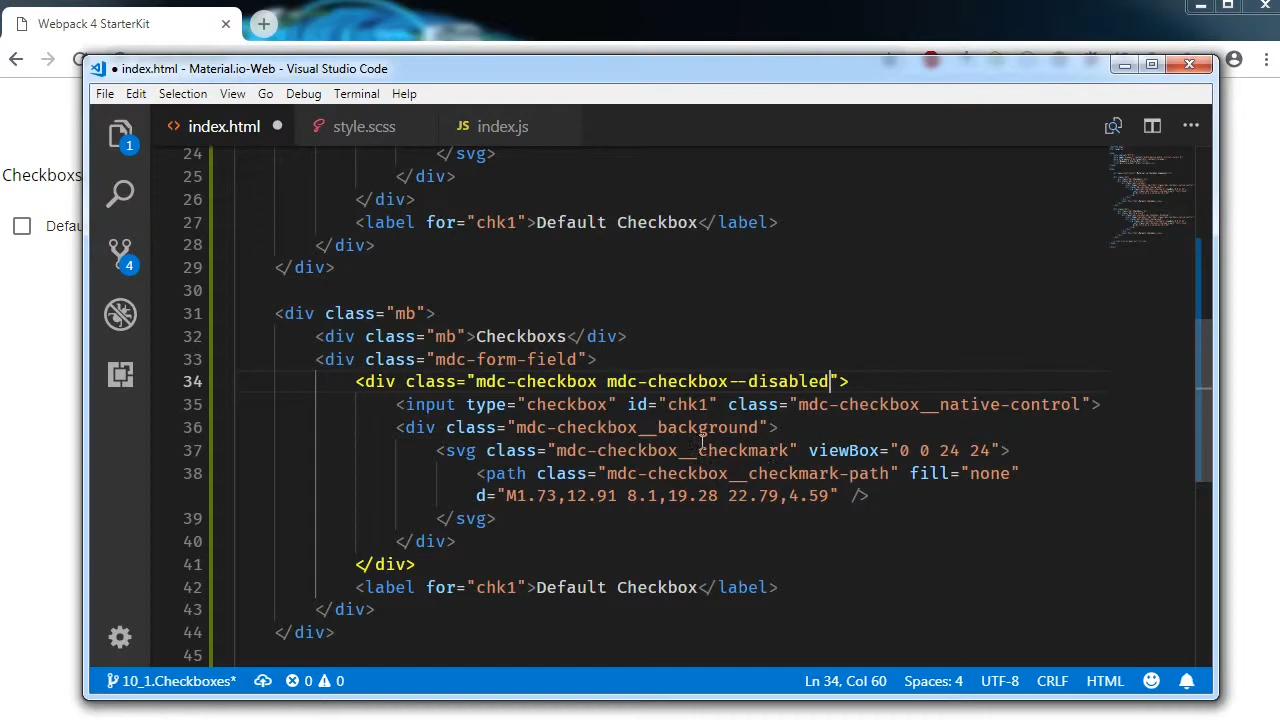 Webpack 4 StarterKit
index.html - Material.io-Web - Visual Studio Code
File Edit Selection View Go Debug Terminal Help
index.html style.scss JS index.js
Checkboxs
Defau
1
4
24 </svg>
25 </div>
26 </div>
27 <label for="chk1">Default Checkbox</label>
28 </div>
29 </div>
30
31 <div class="mb">
32 <div class="mb">Checkboxs</div>
33 <div class="mdc-form-field">
34 <div class="mdc-checkbox mdc-checkbox--disabled">
35 <input type="checkbox" id="chk1" class="mdc-checkbox__native-control">
36 <div class="mdc-checkbox__background">
37 <svg class="mdc-checkbox__checkmark" viewBox="0 0 24 24">
38 <path class="mdc-checkbox__checkmark-path" fill="none"
d="M1.73,12.91 8.1,19.28 22.79,4.59" />
39 </svg>
40 </div>
41 </div>
42 <label for="chk1">Default Checkbox</label>
43 </div>
44 </div>
45
10_1.Checkboxes* 0 0 Ln 34, Col 60 Spaces: 4 UTF-8 CRLF HTML